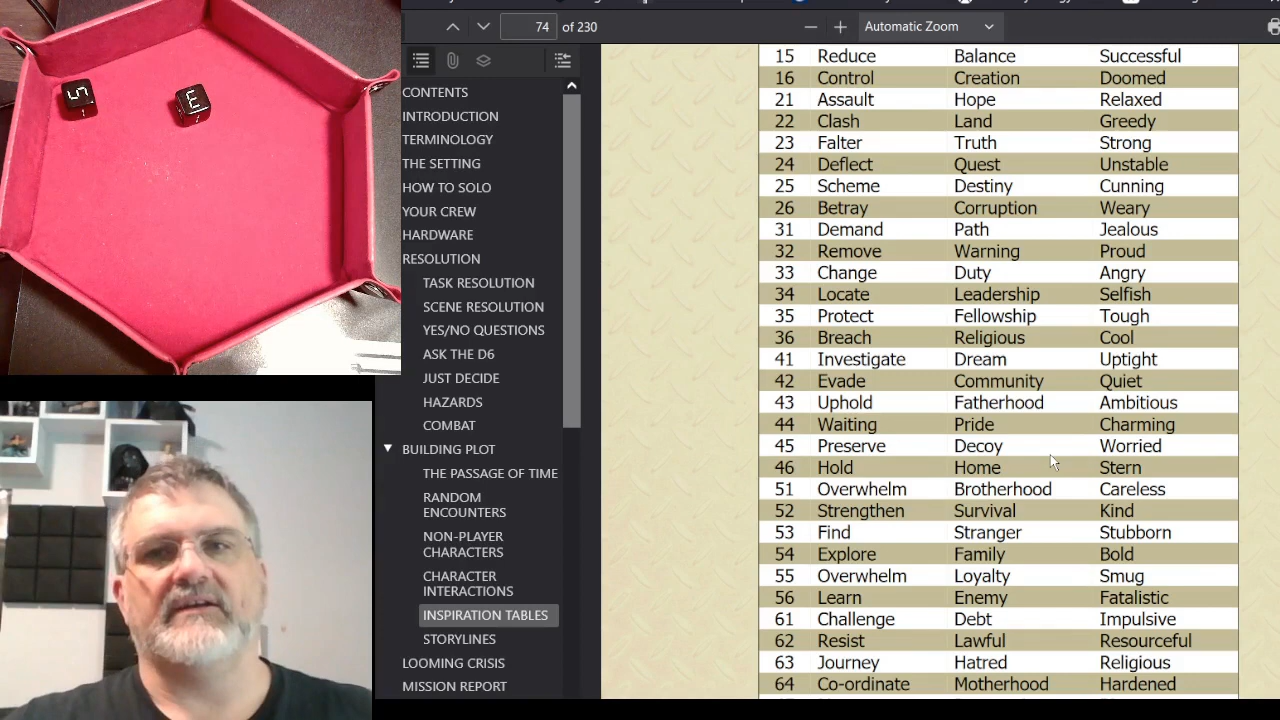 74 of 230
Automatic Zoom
CONTENTS
INTRODUCTION
TERMINOLOGY
THE SETTING
HOW TO SOLO
YOUR CREW
HARDWARE
RESOLUTION
TASK RESOLUTION
SCENE RESOLUTION
YES/NO QUESTIONS
ASK THE D6
JUST DECIDE
HAZARDS
COMBAT
BUILDING PLOT
THE PASSAGE OF TIME
RANDOM
ENCOUNTERS
NON-PLAYER
CHARACTERS
CHARACTER
INTERACTIONS
INSPIRATION TABLES
STORYLINES
LOOMING CRISIS
MISSION REPORT
15 Reduce Balance Successful
16 Control Creation Doomed
21 Assault Hope Relaxed
22 Clash Land Greedy
23 Falter Truth Strong
24 Deflect Quest Unstable
25 Scheme Destiny Cunning
26 Betray Corruption Weary
31 Demand Path Jealous
32 Remove Warning Proud
33 Change Duty Angry
34 Locate Leadership Selfish
35 Protect Fellowship Tough
36 Breach Religious Cool
41 Investigate Dream Uptight
42 Evade Community Quiet
43 Uphold Fatherhood Ambitious
44 Waiting Pride Charming
45 Preserve Decoy Worried
46 Hold Home Stern
51 Overwhelm Brotherhood Careless
52 Strengthen Survival Kind
53 Find Stranger Stubborn
54 Explore Family Bold
55 Overwhelm Loyalty Smug
56 Learn Enemy Fatalistic
61 Challenge Debt Impulsive
62 Resist Lawful Resourceful
63 Journey Hatred Religious
64 Co-ordinate Motherhood Hardened
5
3